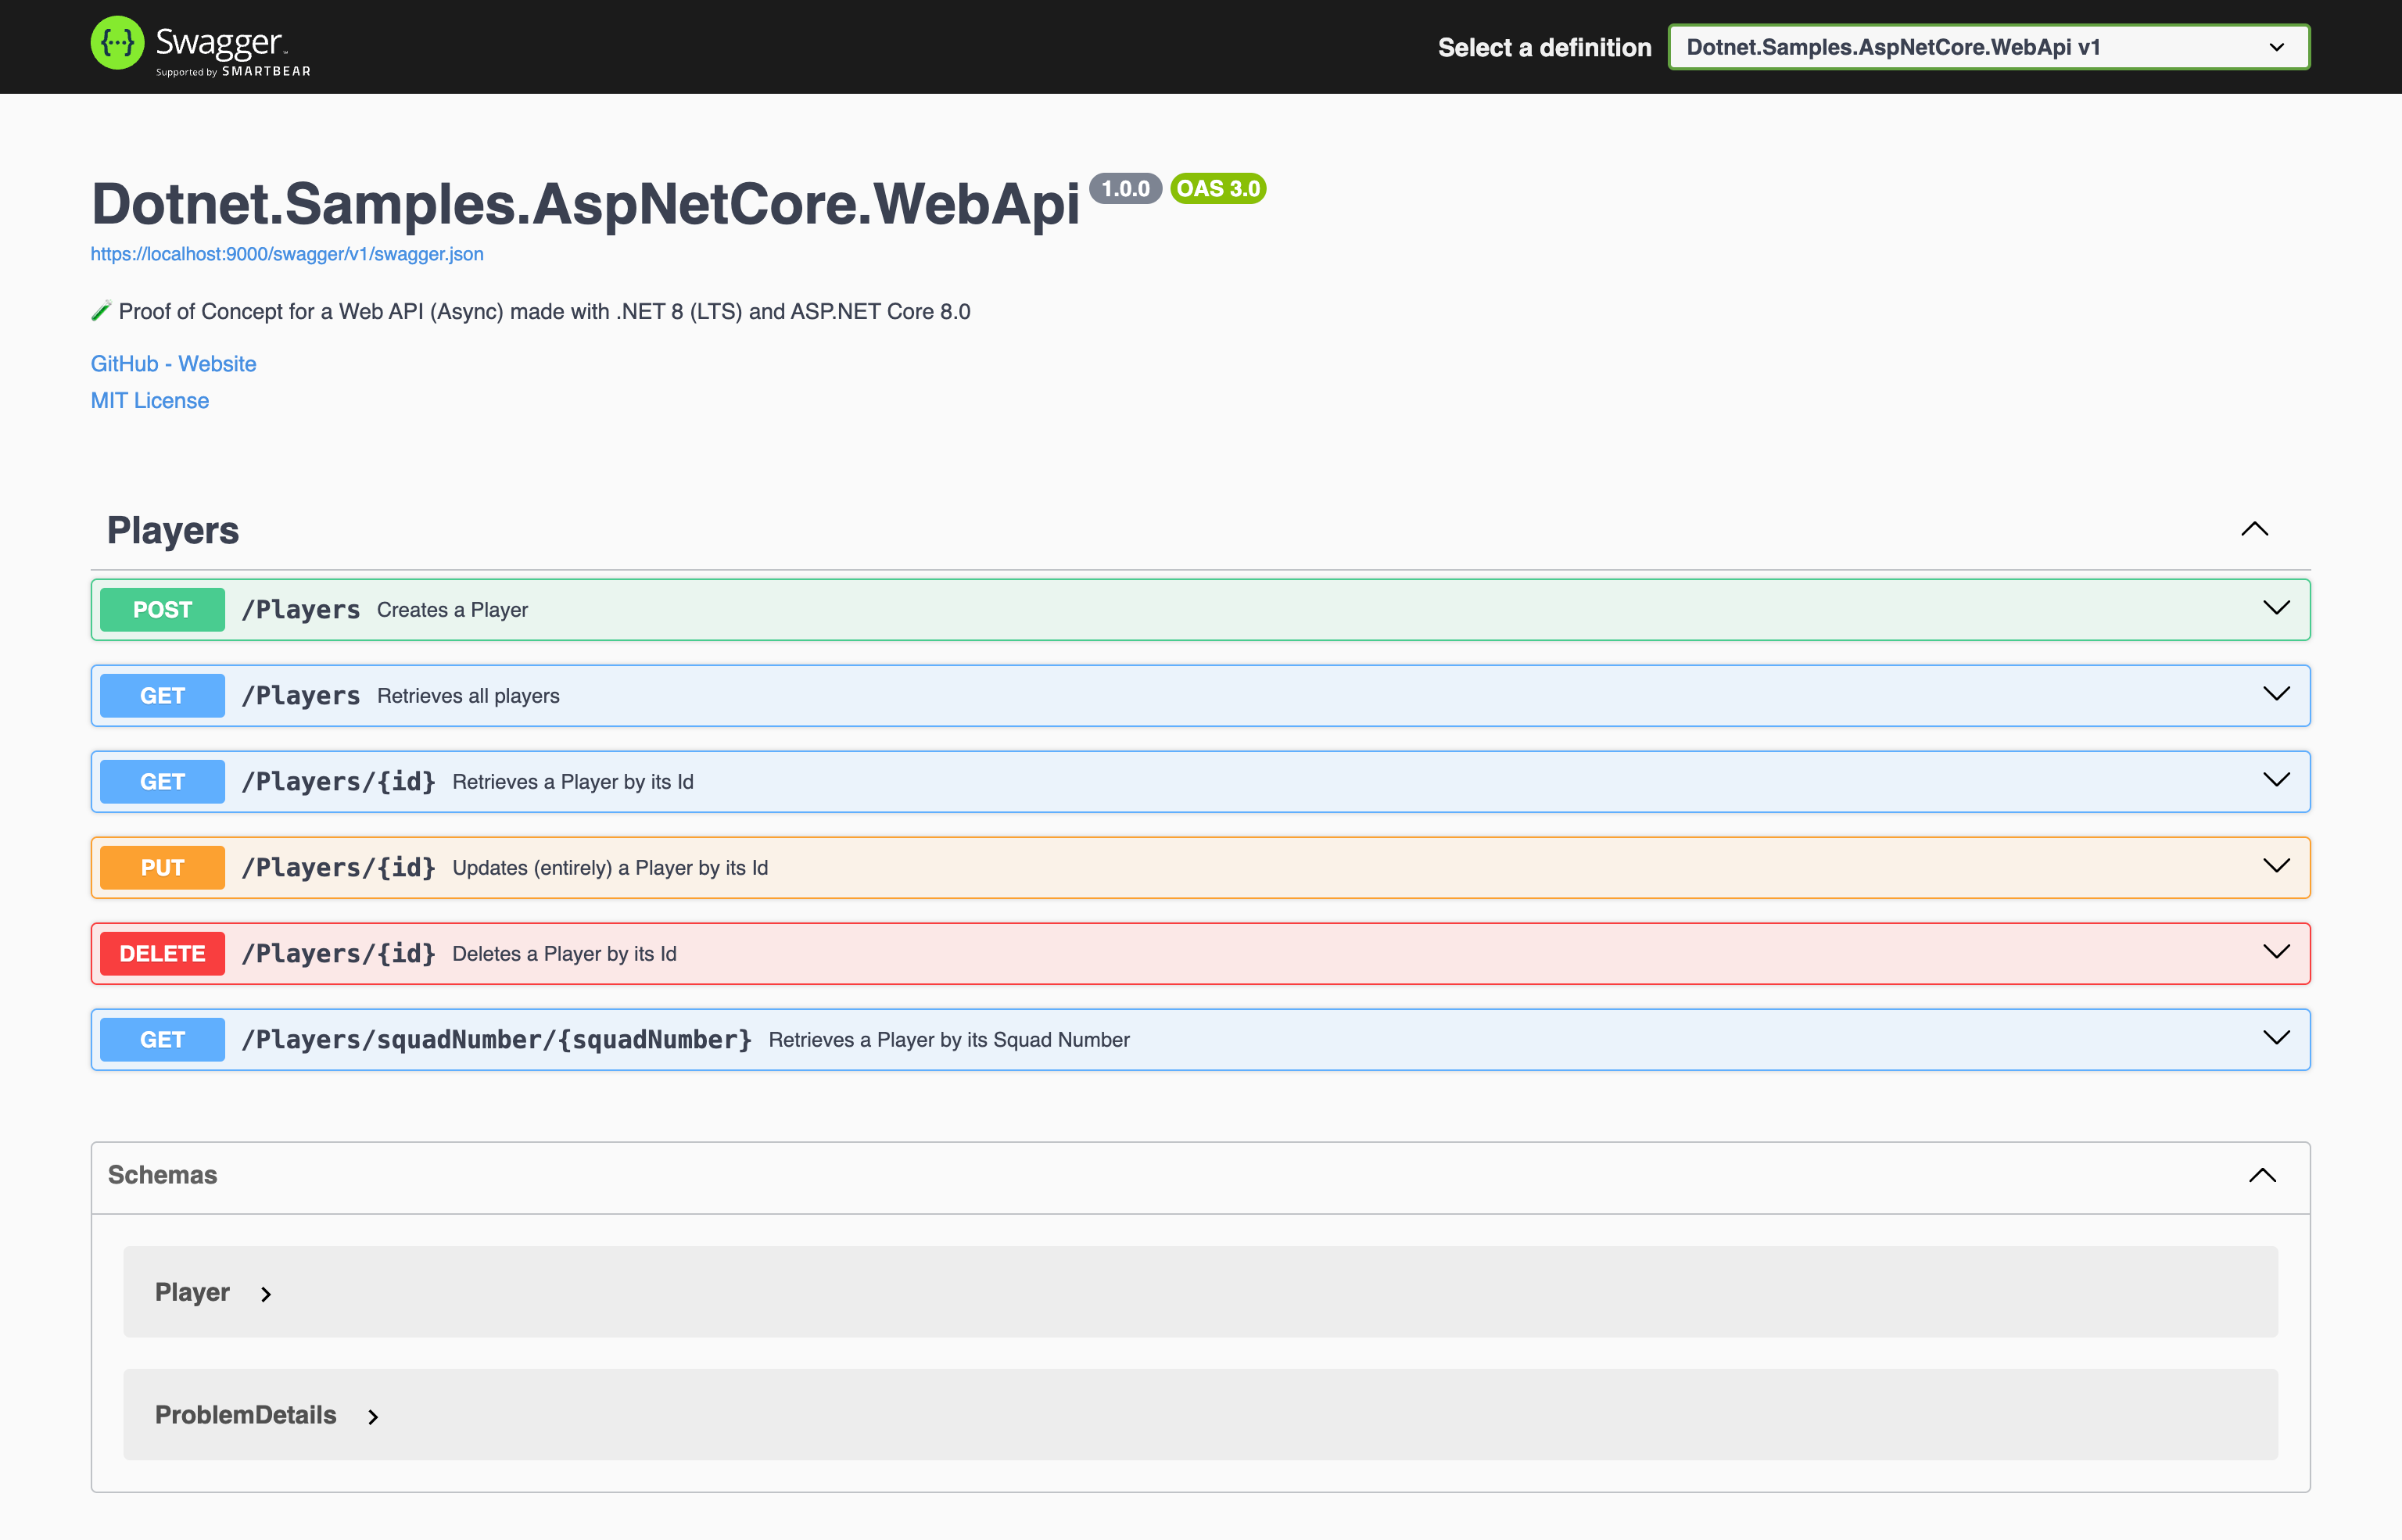 Swagger
Supported by SMARTBEAR
Select a definition
Dotnet.Samples.AspNetCore.WebApi v1
Dotnet.Samples.AspNetCore.WebApi 1.0.0 OAS 3.0
https://localhost:9000/swagger/v1/swagger.json
Proof of Concept for a Web API (Async) made with .NET 8 (LTS) and ASP.NET Core 8.0
GitHub - Website
MIT License
Players
POST /Players Creates a Player
GET /Players Retrieves all players
GET /Players/{id} Retrieves a Player by its Id
PUT /Players/{id} Updates (entirely) a Player by its Id
DELETE /Players/{id} Deletes a Player by its Id
GET /Players/squadNumber/{squadNumber} Retrieves a Player by its Squad Number
Schemas
Player
ProblemDetails